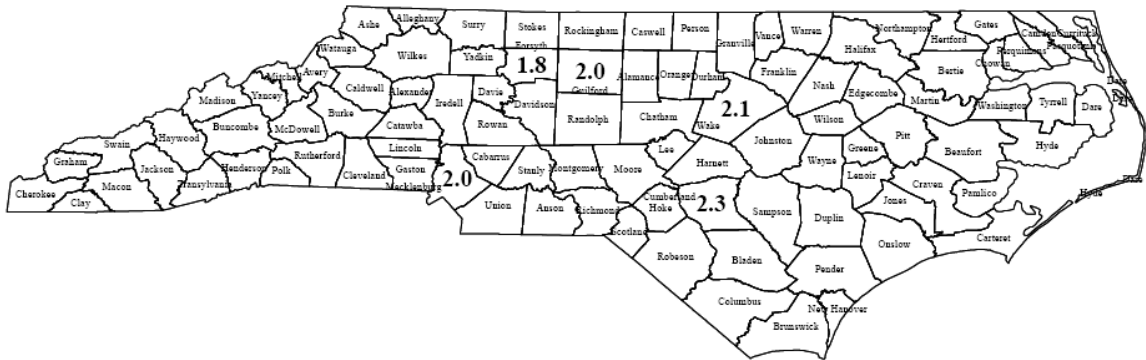 Ashe
Alleghany
Surry
Stokes
Rockingham
Caswell
Person
Granville
Vance
Warren
Northampton
Gates
Camden
Currituck
Pasquotank
Perquimans
Chowan
Hertford
Halifax
Bertie
Watauga
Wilkes
Yadkin
Forsyth
1.8
2.0
Guilford
Alamance
Orange
Durham
Franklin
Nash
Edgecombe
Martin
Washington
Tyrrell
Dare
Dare
Dare
Mitchell
Avery
Yancey
Caldwell
Alexander
Iredell
Davie
Davidson
Randolph
Chatham
2.1
Wake
Wilson
Pitt
Beaufort
Hyde
Madison
Buncombe
McDowell
Burke
Catawba
Rowan
Johnston
Greene
Wayne
Lenoir
Craven
Pamlico
Swain
Haywood
Rutherford
Lincoln
Cabarrus
Stanly
Montgomery
Moore
Lee
Harnett
Graham
Jackson
Henderson
Polk
Cleveland
Gaston
Mecklenburg
2.0
Cumberland
Hoke
2.3
Sampson
Duplin
Jones
Hyde
Cherokee
Clay
Macon
Transylvania
Union
Anson
Richmond
Scotland
Onslow
Carteret
Robeson
Bladen
Pender
Columbus
New Hanover
Brunswick